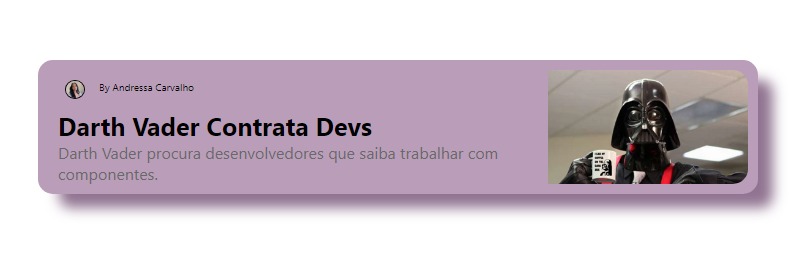 By Andressa Carvalho
Darth Vader Contrata Devs
Darth Vader procura desenvolvedores que saiba trabalhar com
componentes.